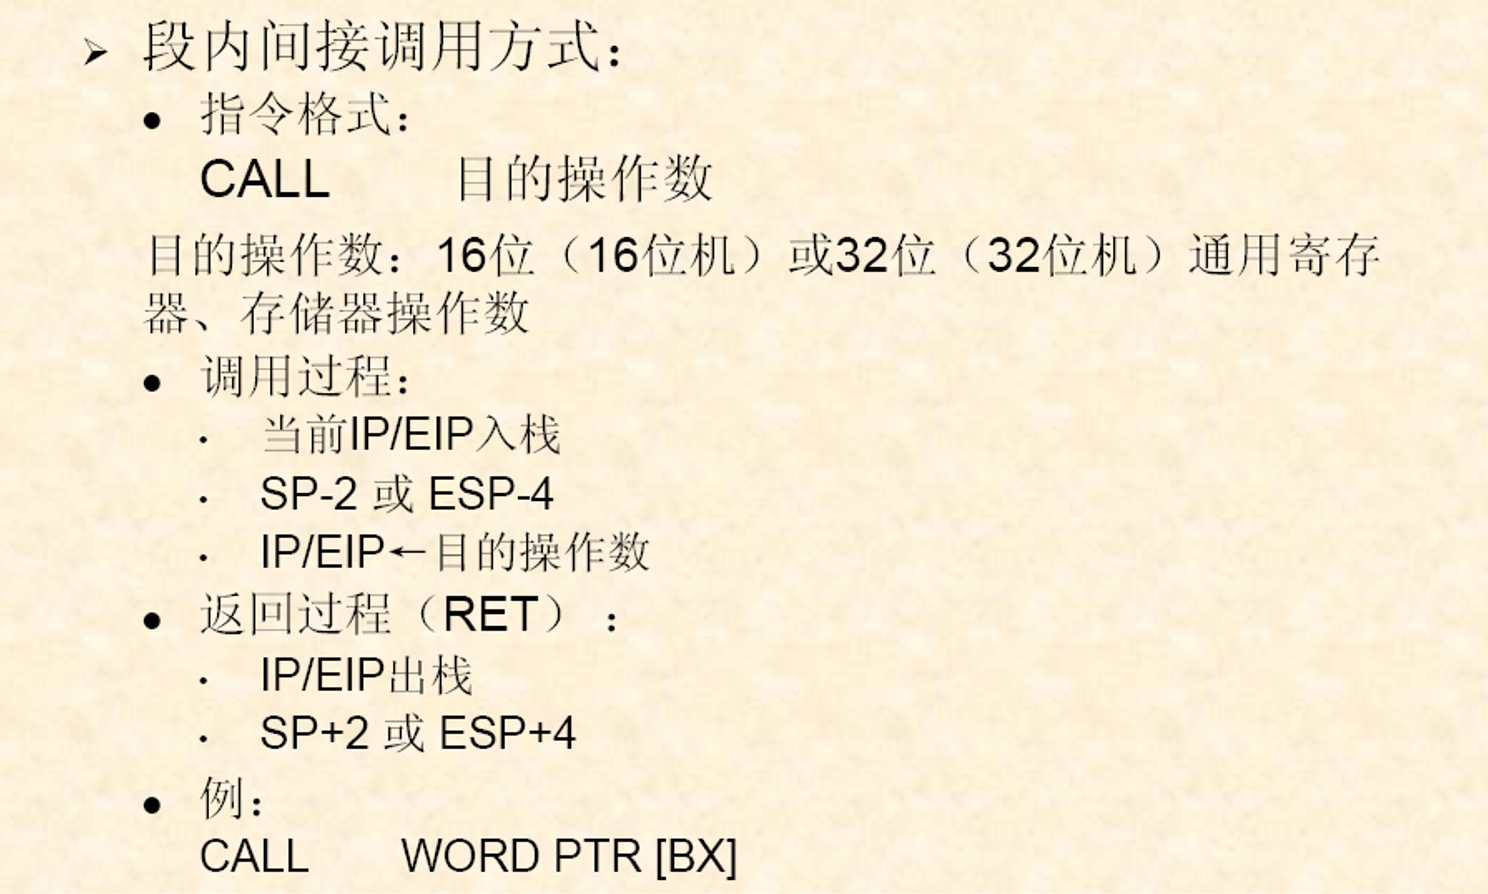 ➢ 段内间接调用方式：
● 指令格式：
CALL 目的操作数
目的操作数：16位（16位机）或32位（32位机）通用寄存
器、存储器操作数
● 调用过程：
· 当前IP/EIP入栈
· SP-2 或 ESP-4
· IP/EIP←目的操作数
● 返回过程（RET）：
· IP/EIP出栈
· SP+2 或 ESP+4
● 例：
CALL WORD PTR [BX]